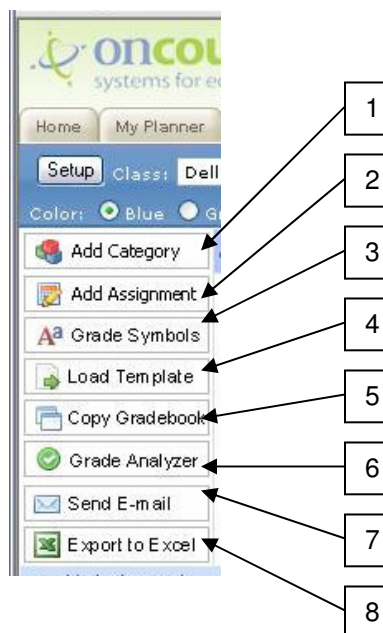 oncou
systems for e
Home My Planner
Setup Class: Dell
Color: Blue G
Add Category
Add Assignment
Aa Grade Symbols
Load Template
Copy Gradebook
Grade Analyzer
Send E-mail
Export to Excel
1
2
3
4
5
6
7
8